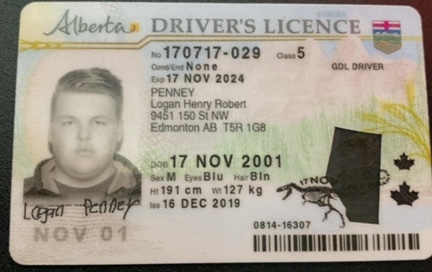 Alberta DRIVER'S LICENCE
No 170717-029 Class 5
Cond/End None GDL DRIVER
Exp 17 NOV 2024
PENNEY
Logan Henry Robert
9451 150 St NW
Edmonton AB T5R 1G8
DOB 17 NOV 2001
Sex M Eyes Blu Hair Bln
Ht 191 cm Wt 127 kg
Iss 16 DEC 2019
Logan Penney
NOV 01
17 NOV
0814-16307